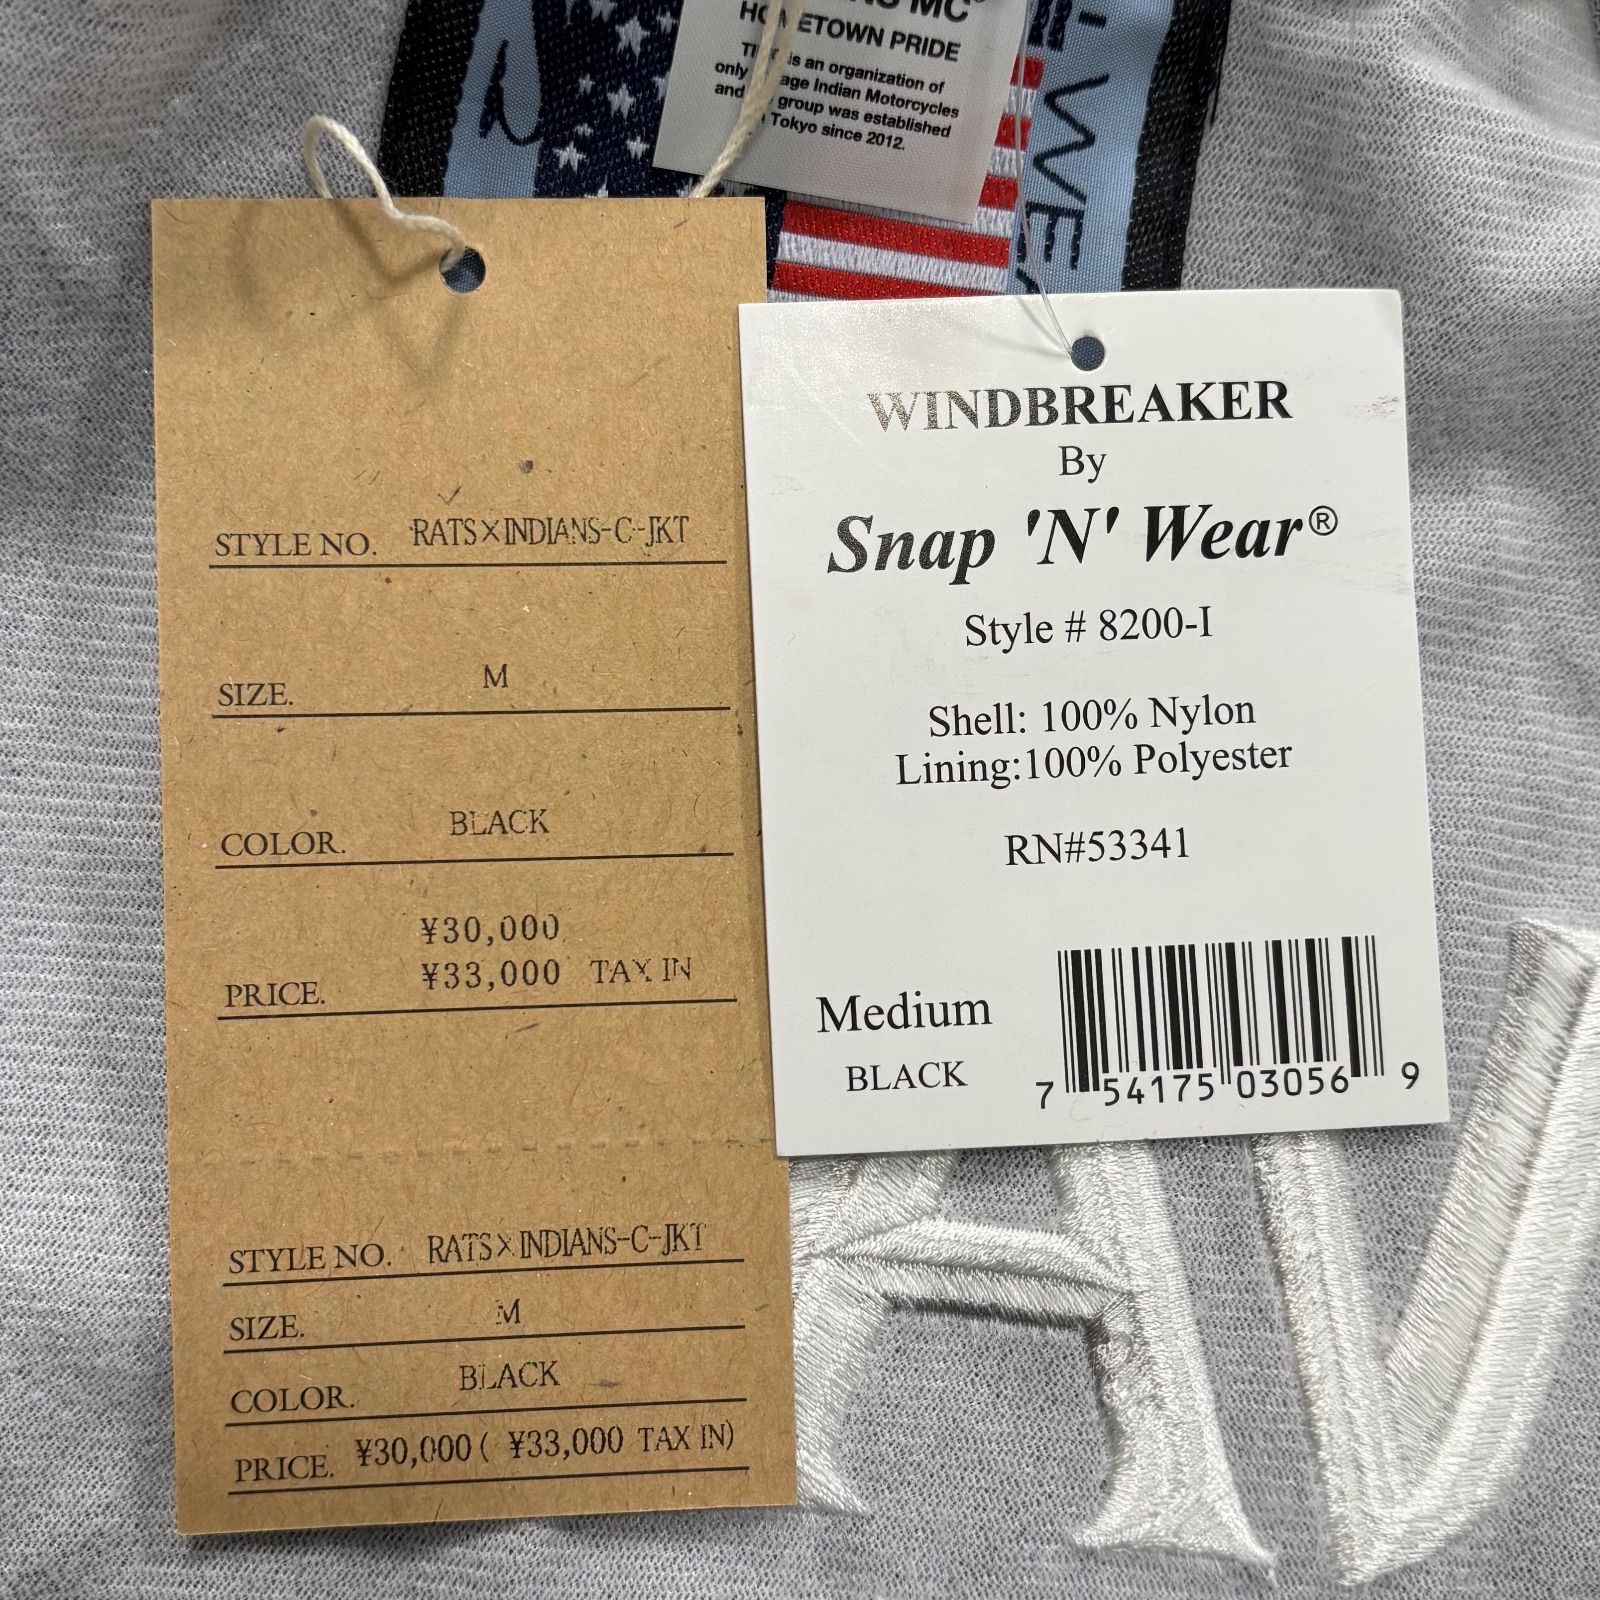 MC
HOMETOWN PRIDE
is an organization of
only vintage Indian Motorcycles
and group was established
Tokyo since 2012.
STYLE NO. RATS×INDIANS-C-JKT
SIZE. M
COLOR. BLACK
¥30,000
PRICE. ¥33,000 TAX IN
STYLE NO. RATS×INDIANS-C-JKT
SIZE. M
COLOR. BLACK
PRICE. ¥30,000( ¥33,000 TAX IN)
WINDBREAKER
By
Snap 'N' Wear®
Style # 8200-I
Shell: 100% Nylon
Lining:100% Polyester
RN#53341
Medium
BLACK
7 54175 03056 9